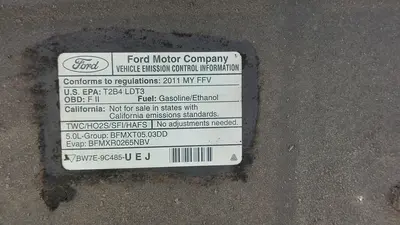 Ford
Ford Motor Company
VEHICLE EMISSION CONTROL INFORMATION
Conforms to regulations: 2011 MY FFV
U.S. EPA: T2B4 LDT3
OBD: F II Fuel: Gasoline/Ethanol
California: Not for sale in states with
California emissions standards.
TWC/HO2S/SFI/HAFS No adjustments needed.
5.0L-Group: BFMXT05.03DD
Evap: BFMXR0265NBV
BW7E-9C485-UEJ